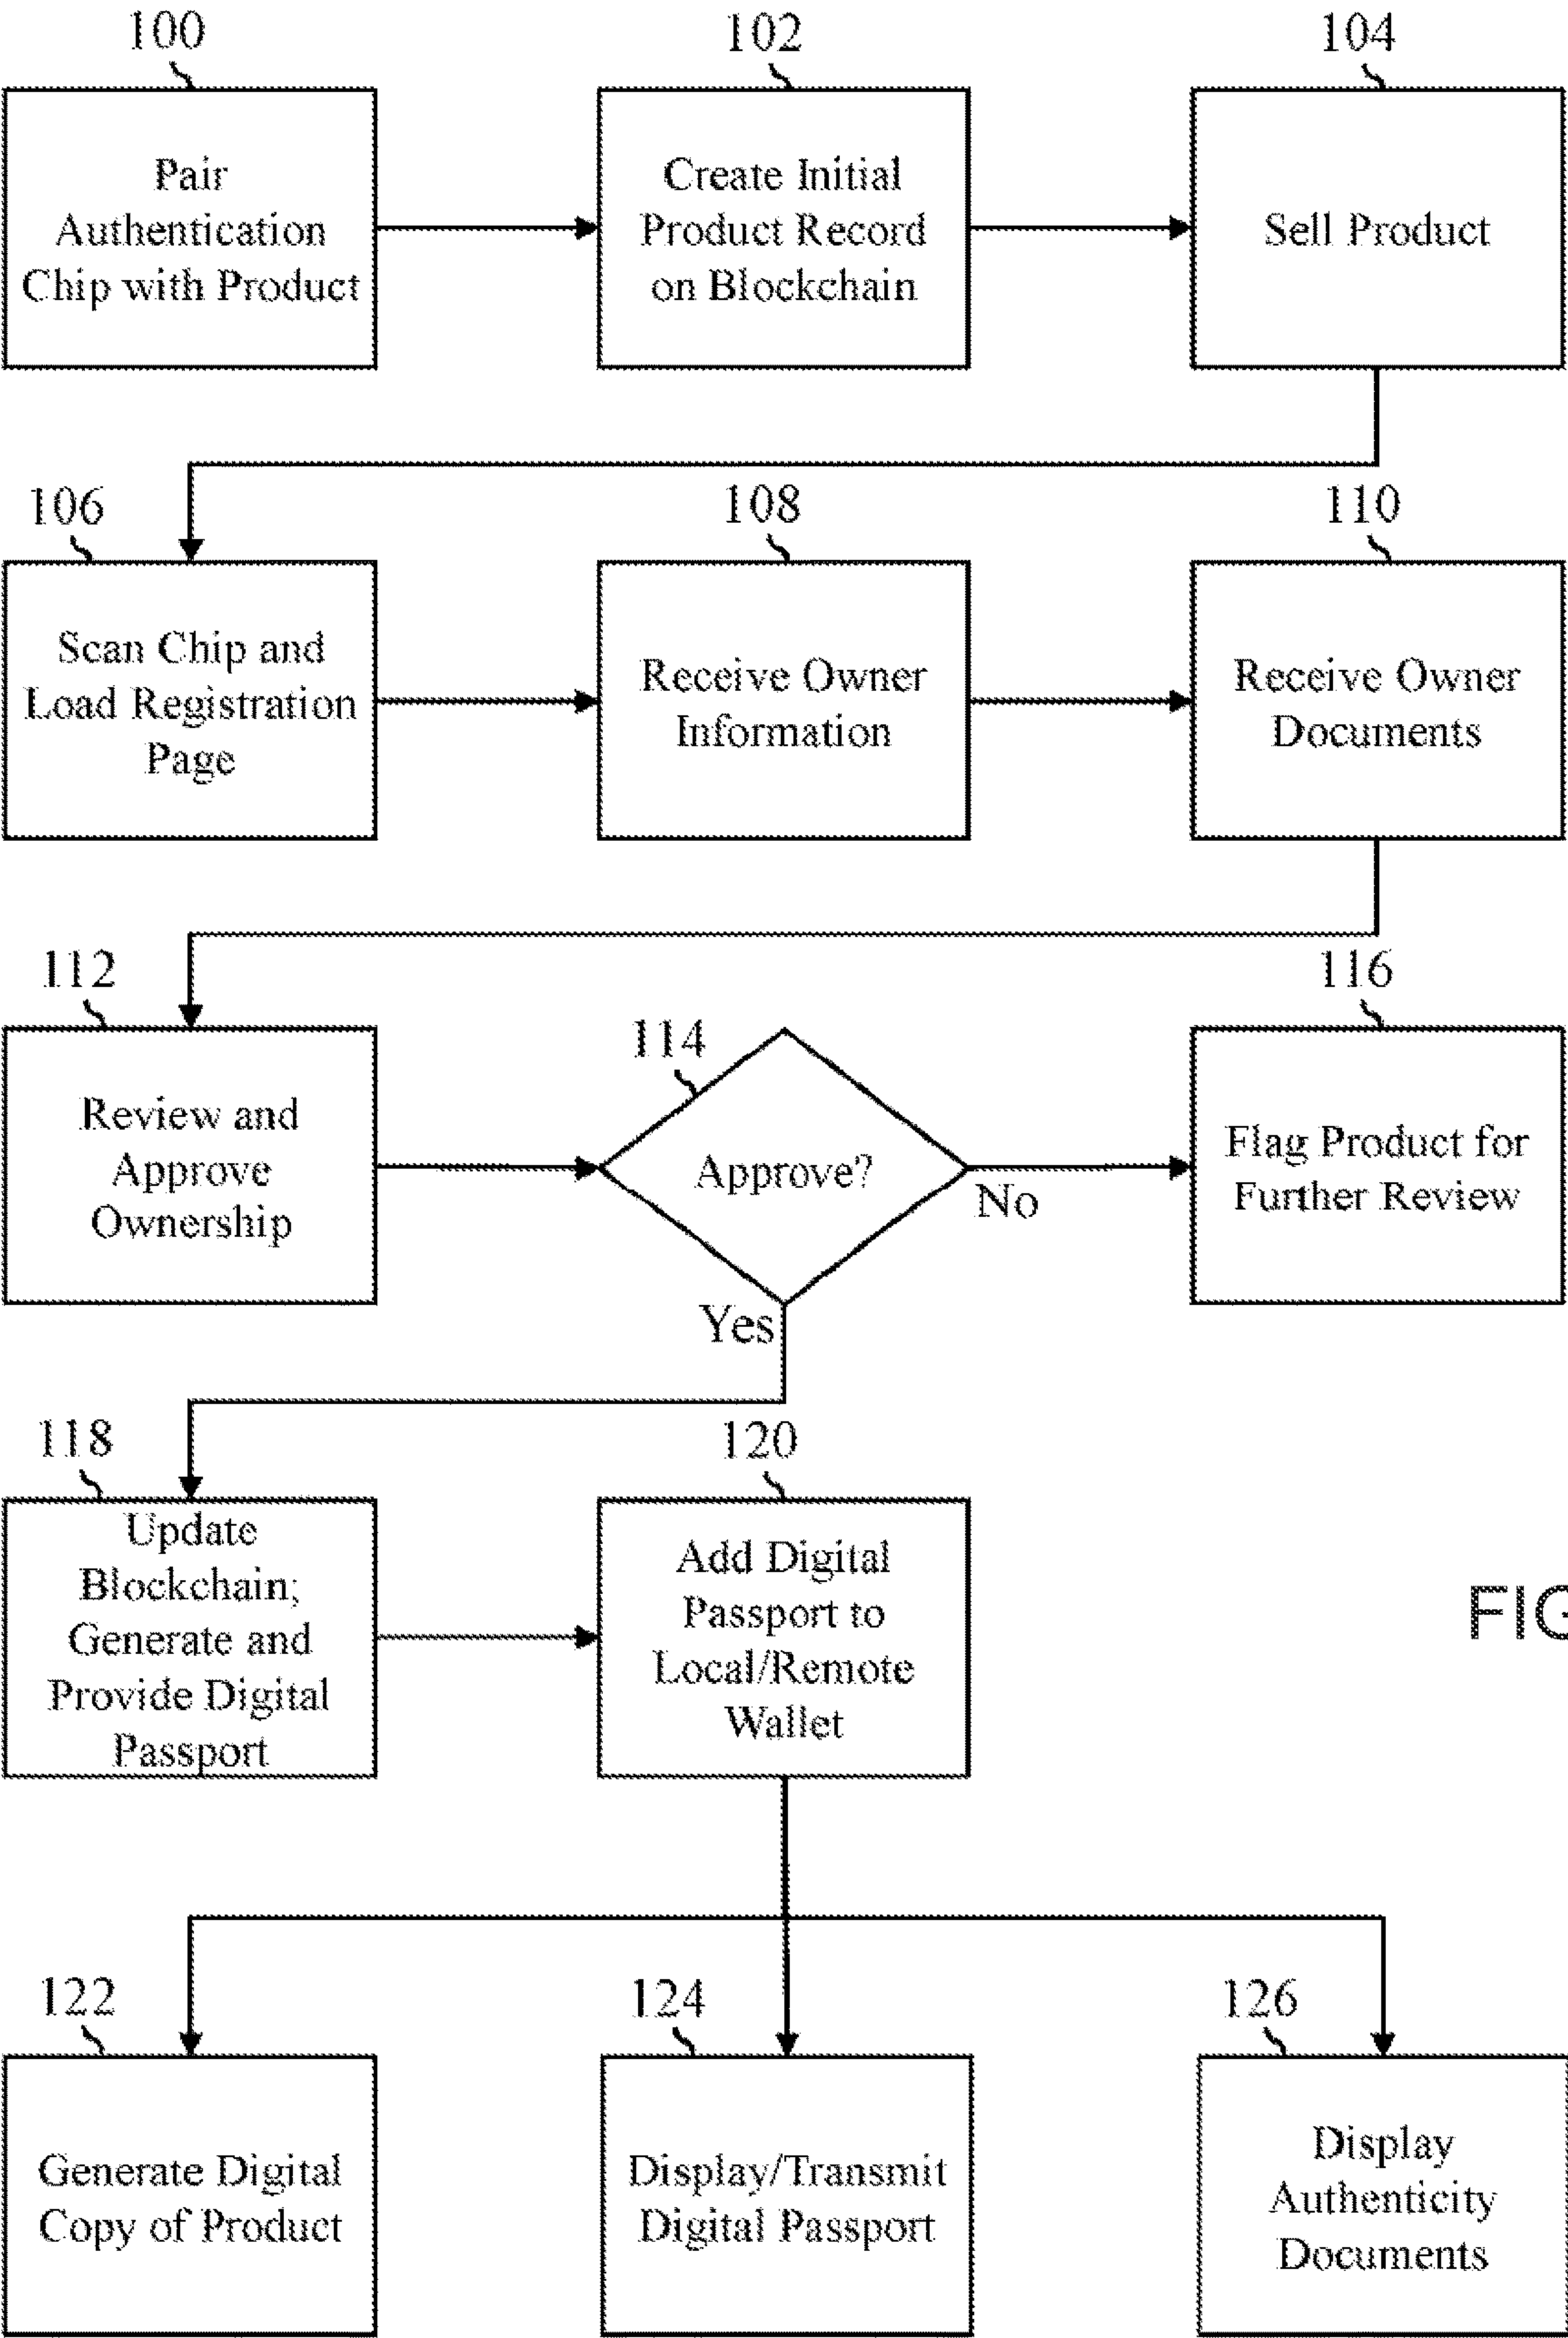 100
102
104
Pair
Authentication
Chip with Product
Create Initial
Product Record
on Blockchain
Sell Product
106
108
110
Scan Chip and
Load Registration
Page
Receive Owner
Information
Receive Owner
Documents
112
114
116
Review and
Approve
Ownership
Approve?
No
Yes
Flag Product for
Further Review
118
120
Update
Blockchain;
Generate and
Provide Digital
Passport
Add Digital
Passport to
Local/Remote
Wallet
FIG
122
124
126
Generate Digital
Copy of Product
Display/Transmit
Digital Passport
Display
Authenticity
Documents